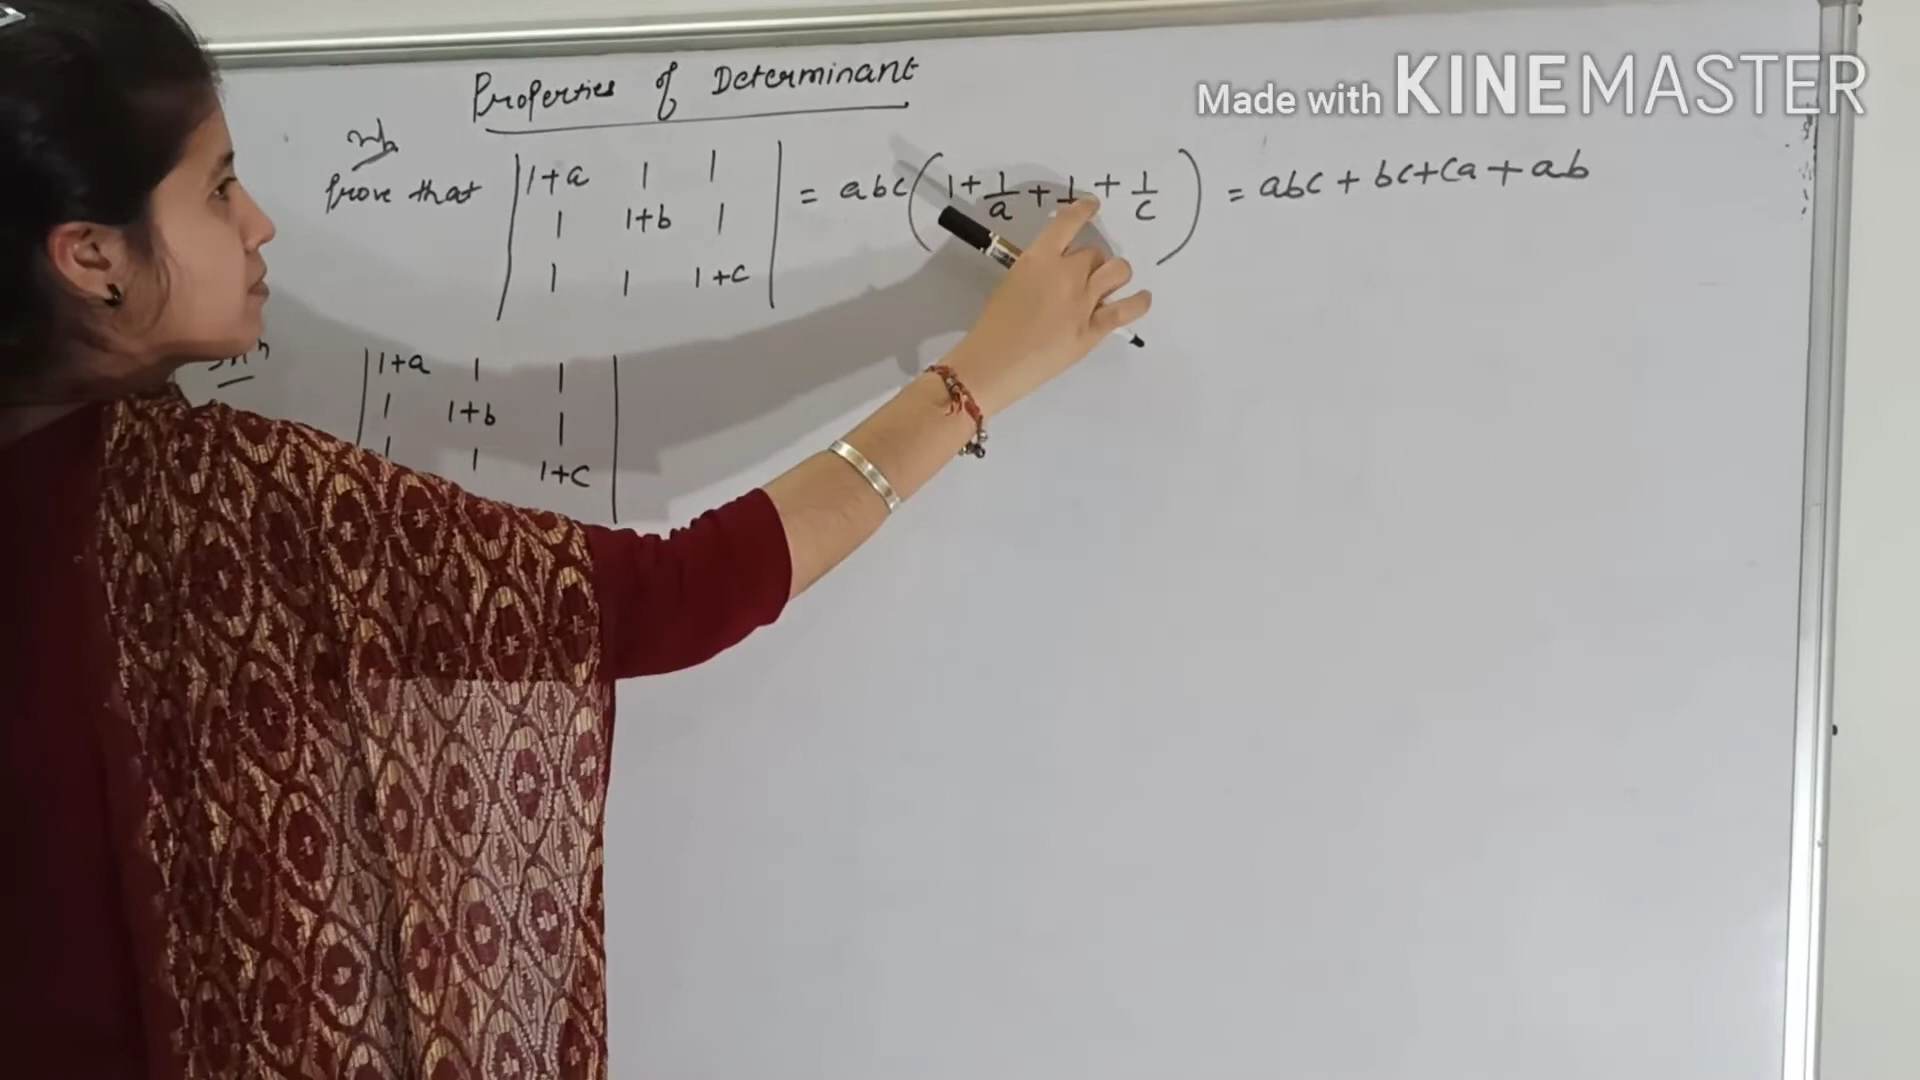 Properties of Determinant
Made with KINEMASTER
Prove that | 1+a 1 1 | = abc ( 1 + 1/a + 1 + 1/c ) = abc + bc + ca + ab
| 1 1+b 1 |
| 1 1 1+c |
| 1+a 1 1 |
| 1 1+b 1 |
| 1 1 1+c |